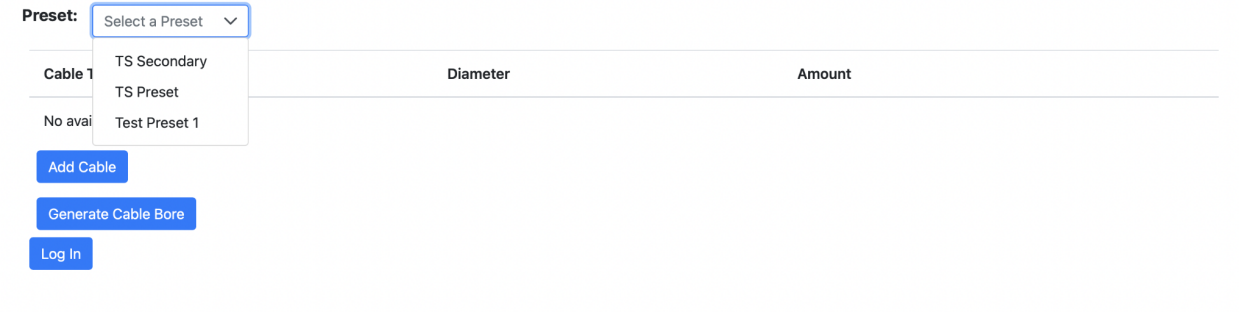 Preset: Select a Preset
TS Secondary
Cable T Diameter Amount
TS Preset
No avai Test Preset 1
Add Cable
Generate Cable Bore
Log In